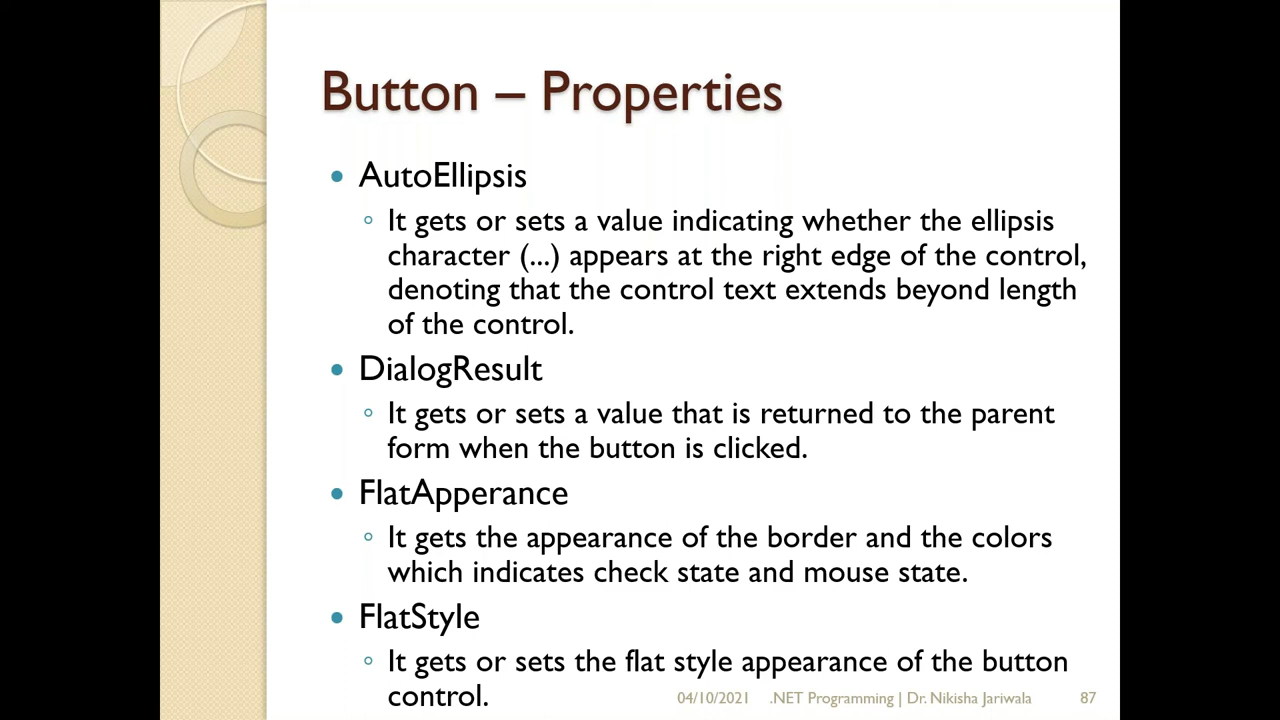 Button – Properties
• AutoEllipsis
◦ It gets or sets a value indicating whether the ellipsis
character (...) appears at the right edge of the control,
denoting that the control text extends beyond length
of the control.
• DialogResult
◦ It gets or sets a value that is returned to the parent
form when the button is clicked.
• FlatApperance
◦ It gets the appearance of the border and the colors
which indicates check state and mouse state.
• FlatStyle
◦ It gets or sets the flat style appearance of the button
control.
04/10/2021 .NET Programming | Dr. Nikisha Jariwala 87